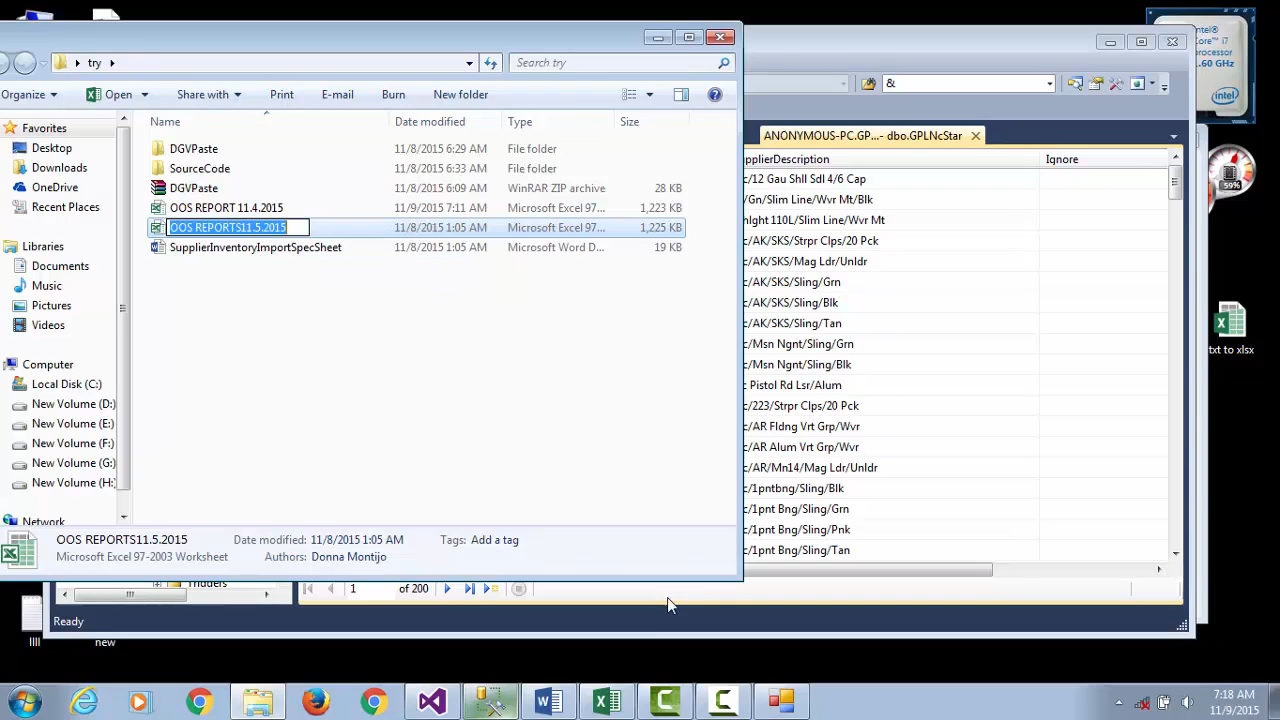 try
Search try
Organize
Open
Share with
Print
E-mail
Burn
New folder
Favorites
Desktop
Downloads
OneDrive
Recent Places
Libraries
Documents
Music
Pictures
Videos
Computer
Local Disk (C:)
New Volume (D:)
New Volume (E:)
New Volume (F:)
New Volume (G:)
New Volume (H:
Network
Name Date modified Type Size
DGVPaste 11/8/2015 6:29 AM File folder
SourceCode 11/8/2015 6:33 AM File folder
DGVPaste 11/8/2015 6:09 AM WinRAR ZIP archive 28 KB
OOS REPORT 11.4.2015 11/9/2015 7:11 AM Microsoft Excel 97... 1,223 KB
OOS REPORTS11.5.2015 11/8/2015 1:05 AM Microsoft Excel 97... 1,225 KB
SupplierInventoryImportSpecSheet 11/8/2015 1:05 AM Microsoft Word D... 19 KB
OOS REPORTS11.5.2015 Date modified: 11/8/2015 1:05 AM Tags: Add a tag
Microsoft Excel 97-2003 Worksheet Authors: Donna Montijo
&
ANONYMOUS-PC.GP...- dbo.GPLNcStar
upplierDescription Ignore
c/12 Gau Shll Sdl 4/6 Cap
Gn/Slim Line/Wvr Mt/Blk
night 110L/Slim Line/Wvr Mt
c/AK/SKS/Strpr Clps/20 Pck
c/AK/SKS/Mag Ldr/Unldr
c/AK/SKS/Sling/Grn
c/AK/SKS/Sling/Blk
c/AK/SKS/Sling/Tan
c/Msn Ngnt/Sling/Grn
c/Msn Ngnt/Sling/Blk
c Pistol Rd Lsr/Alum
c/223/Strpr Clps/20 Pck
c/AR Fldng Vrt Grp/Wvr
c/AR Alum Vrt Grp/Wvr
c/AR/Mn14/Mag Ldr/Unldr
c/1pntbng/Sling/Blk
c/1pnt Bng/Sling/Grn
c/1pnt Bng/Sling/Pnk
c/1pnt Bng/Sling/Tan
Triggers
1 of 200
Ready
llll
new
intel®
Core™ i7
processor
.60 GHz
intel
59%
txt to xlsx
7:18 AM
11/9/2015